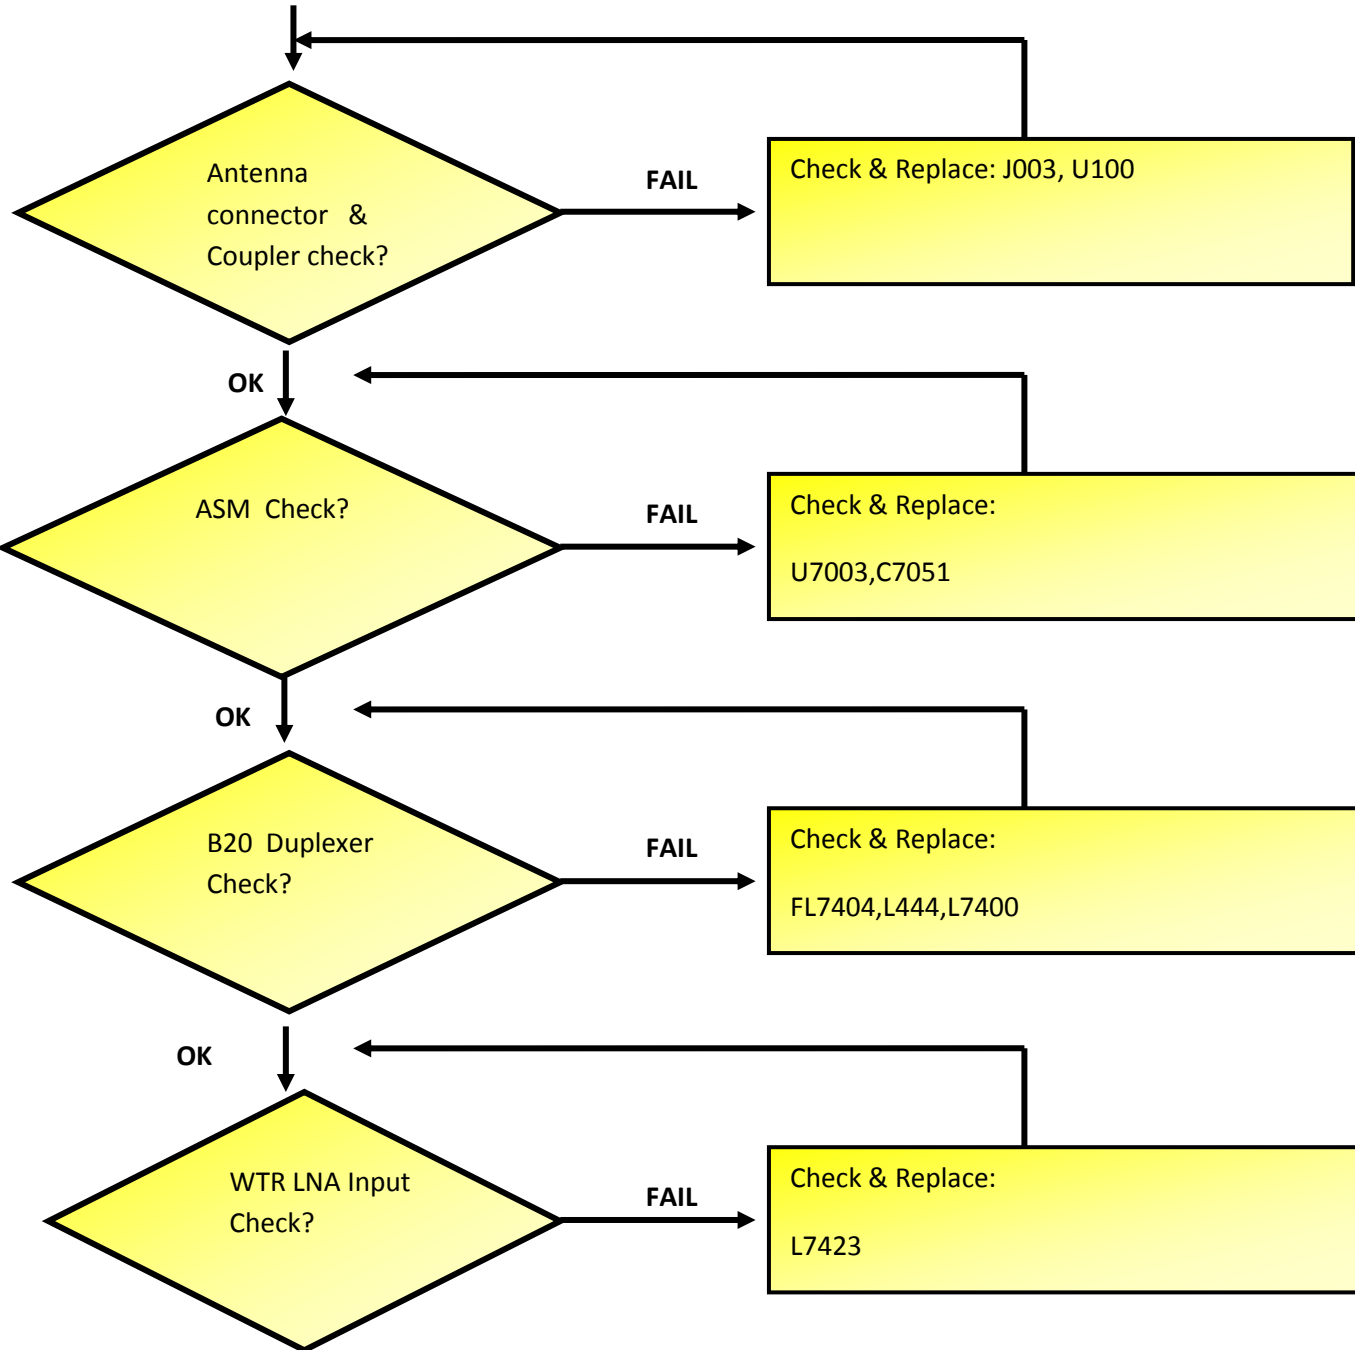 Antenna
connector & 
Coupler check?
FAIL
Check & Replace: J003, U100
OK
ASM Check?
FAIL
Check & Replace:
U7003,C7051
OK
B20 Duplexer
Check?
FAIL
Check & Replace:
FL7404,L444,L7400
OK
WTR LNA Input
Check?
FAIL
Check & Replace:
L7423